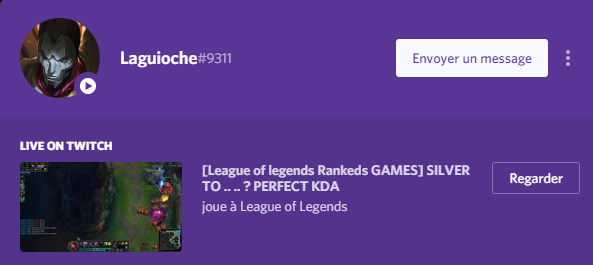 Laguioche#9311
Envoyer un message
LIVE ON TWITCH
[League of legends Rankeds GAMES] SILVER
TO .. .. ? PERFECT KDA
joue à League of Legends
Regarder